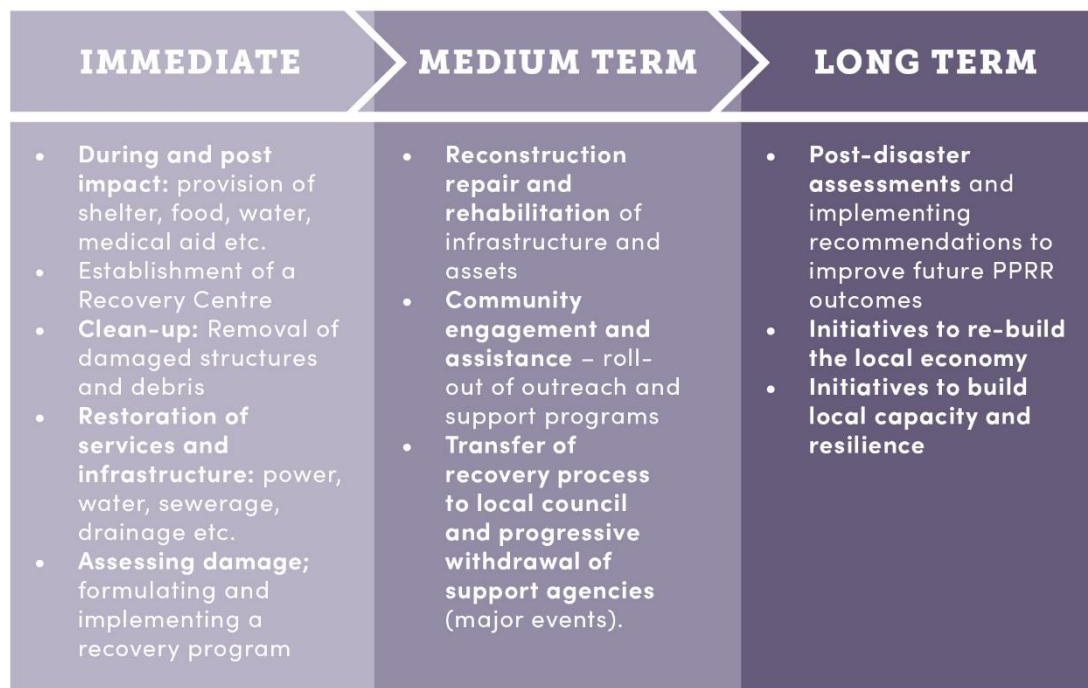 IMMEDIATE
MEDIUM TERM
LONG TERM
• During and post
impact: provision of
shelter, food, water,
medical aid etc.
• Establishment of a
Recovery Centre
• Clean-up: Removal of
damaged structures
and debris
• Restoration of
services and
infrastructure: power,
water, sewerage,
drainage etc.
• Assessing damage;
formulating and
implementing a
recovery program
• Reconstruction
repair and
rehabilitation of
infrastructure and
assets
• Community
engagement and
assistance – roll-
out of outreach and
support programs
• Transfer of
recovery process
to local council
and progressive
withdrawal of
support agencies
(major events).
• Post-disaster
assessments and
implementing
recommendations to
improve future PPRR
outcomes
• Initiatives to re-build
the local economy
• Initiatives to build
local capacity and
resilience